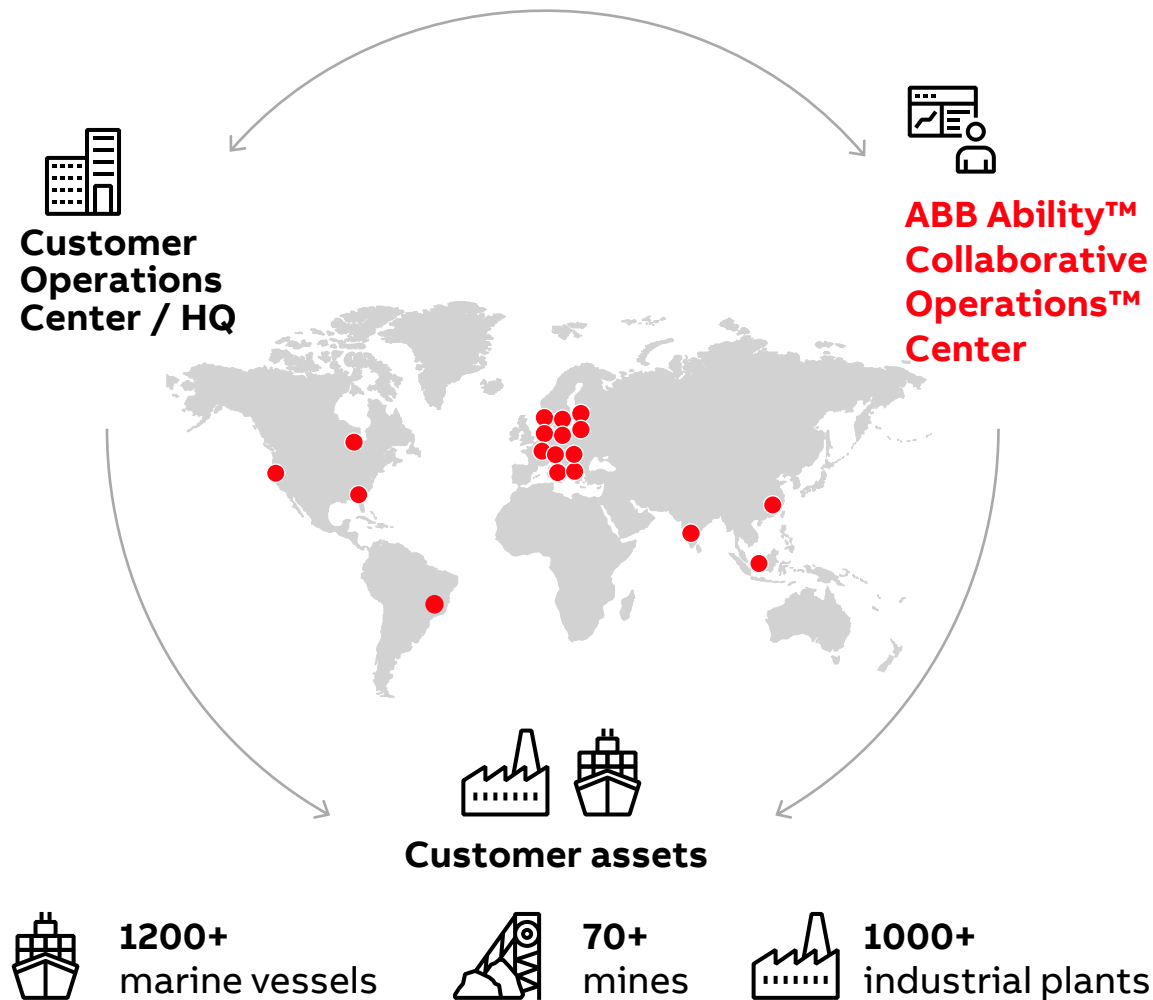 Customer
Operations
Center / HQ
ABB Ability™
Collaborative
Operations™
Center
Customer assets
1200+
marine vessels
70+
mines
1000+
industrial plants